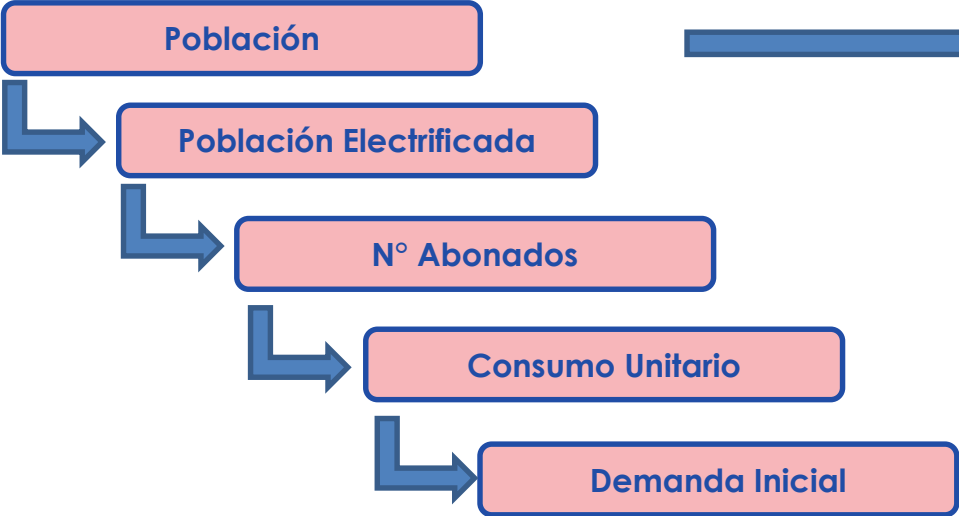 Población
Población Electrificada
N° Abonados
Consumo Unitario
Demanda Inicial